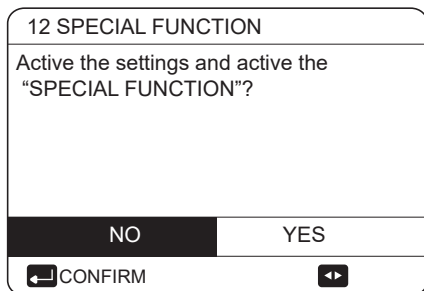 12 SPECIAL FUNCTION
Active the settings and active the
“SPECIAL FUNCTION”?
NO YES
CONFIRM